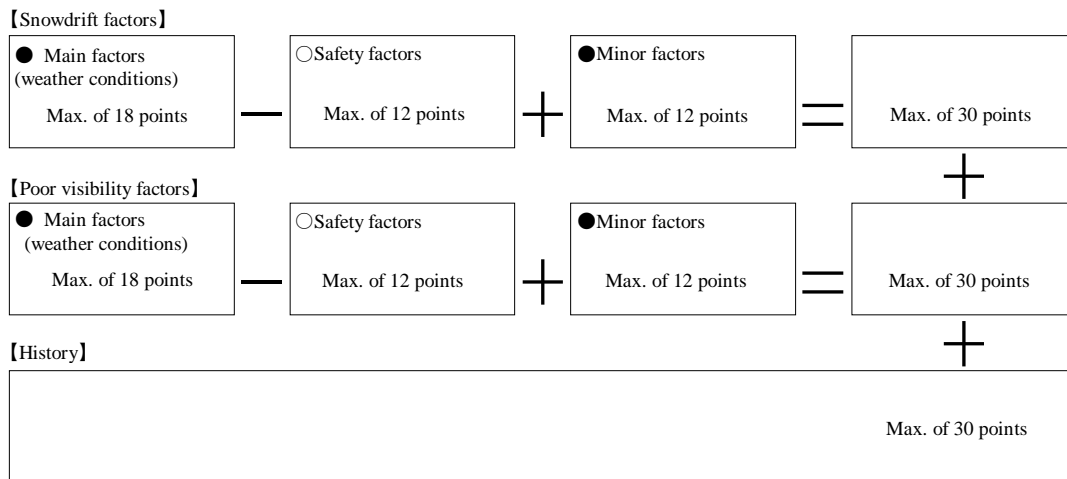 【Snowdrift factors】
● Main factors
(weather conditions)
Max. of 18 points
○Safety factors
Max. of 12 points
●Minor factors
Max. of 12 points
Max. of 30 points
【Poor visibility factors】
● Main factors
(weather conditions)
Max. of 18 points
○Safety factors
Max. of 12 points
●Minor factors
Max. of 12 points
Max. of 30 points
【History】
Max. of 30 points